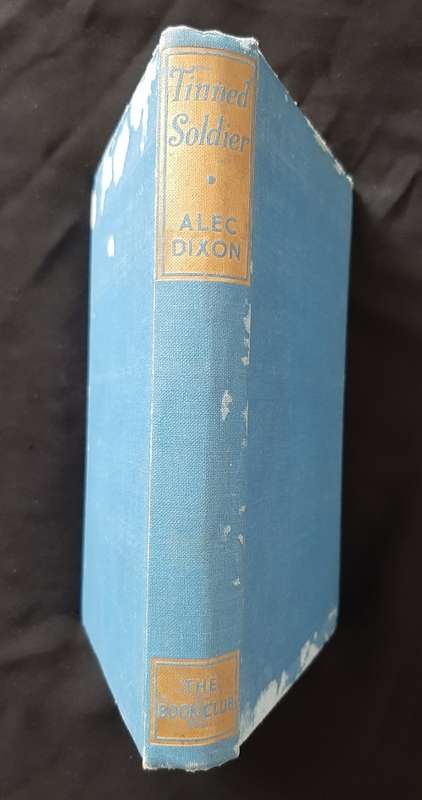 Tinned
Soldier
ALEC
DIXON
THE
BOOK CLUB